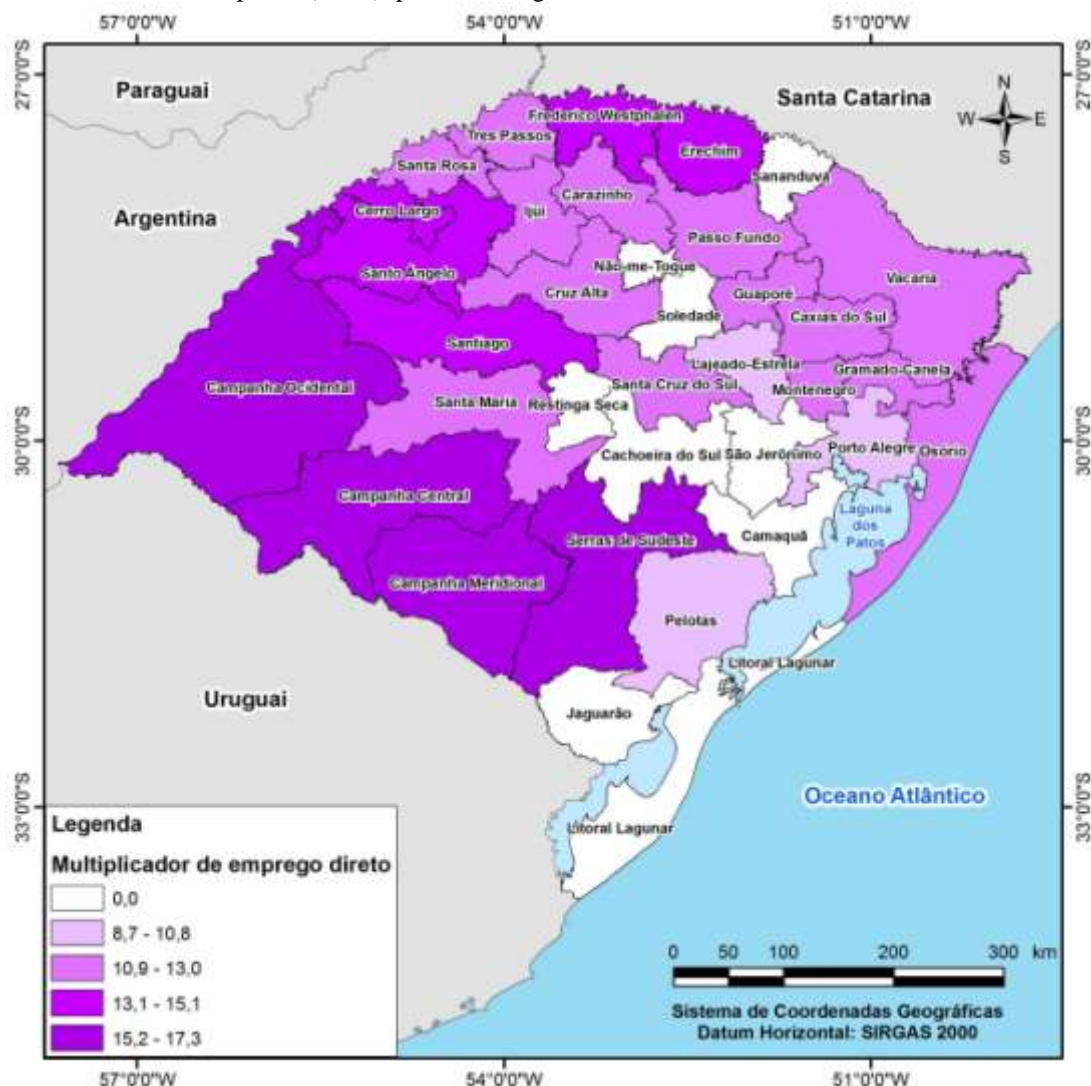 57°0'0"W 54°0'0"W 51°0'0"W
27°0'0"S
27°0'0"S
Paraguai
Santa Catarina
N
W E
S
Frederico Westphalen
Tres Passos
Erechim
Santa Rosa
Sananduva
Carazinho
Cerro Largo
Ijui
Argentina
Passo Fundo
Não-me-Toque
Santo Ângelo
Vacaria
Cruz Alta
Guaporé
Soledade
Caxias do Sul
Santiago
Lajeado-Estrela
Gramado-Canela
Campanha Ocidental
Santa Cruz do Sul
Montenegro
Santa Maria
Restinga Seca
30°0'0"S
30°0'0"S
Cachoeira do Sul
São Jerônimo
Porto Alegre
Osório
Campanha Central
Laguna
dos
Patos
Serras de Sudeste
Camaquã
Campanha Meridional
Pelotas
Litoral Lagunar
Uruguai
Jaguarão
Oceano Atlântico
33°0'0"S
33°0'0"S
Litoral Lagunar
Legenda
Multiplicador de emprego direto
0,0
8,7 - 10,8
10,9 - 13,0
13,1 - 15,1
15,2 - 17,3
0 50 100 200 300 km
Sistema de Coordenadas Geográficas
Datum Horizontal: SIRGAS 2000
57°0'0"W 54°0'0"W 51°0'0"W